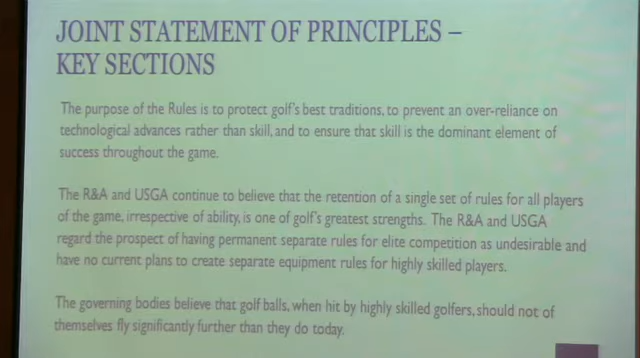 JOINT STATEMENT OF PRINCIPLES –
KEY SECTIONS
The purpose of the Rules is to protect golf's best traditions, to prevent an over-reliance on
technological advances rather than skill, and to ensure that skill is the dominant element of
success throughout the game.
The R&A and USGA continue to believe that the retention of a single set of rules for all players
of the game, irrespective of ability, is one of golf's greatest strengths. The R&A and USGA
regard the prospect of having permanent separate rules for elite competition as undesirable and
have no current plans to create separate equipment rules for highly skilled players.
The governing bodies believe that golf balls, when hit by highly skilled golfers, should not of
themselves fly significantly further than they do today.